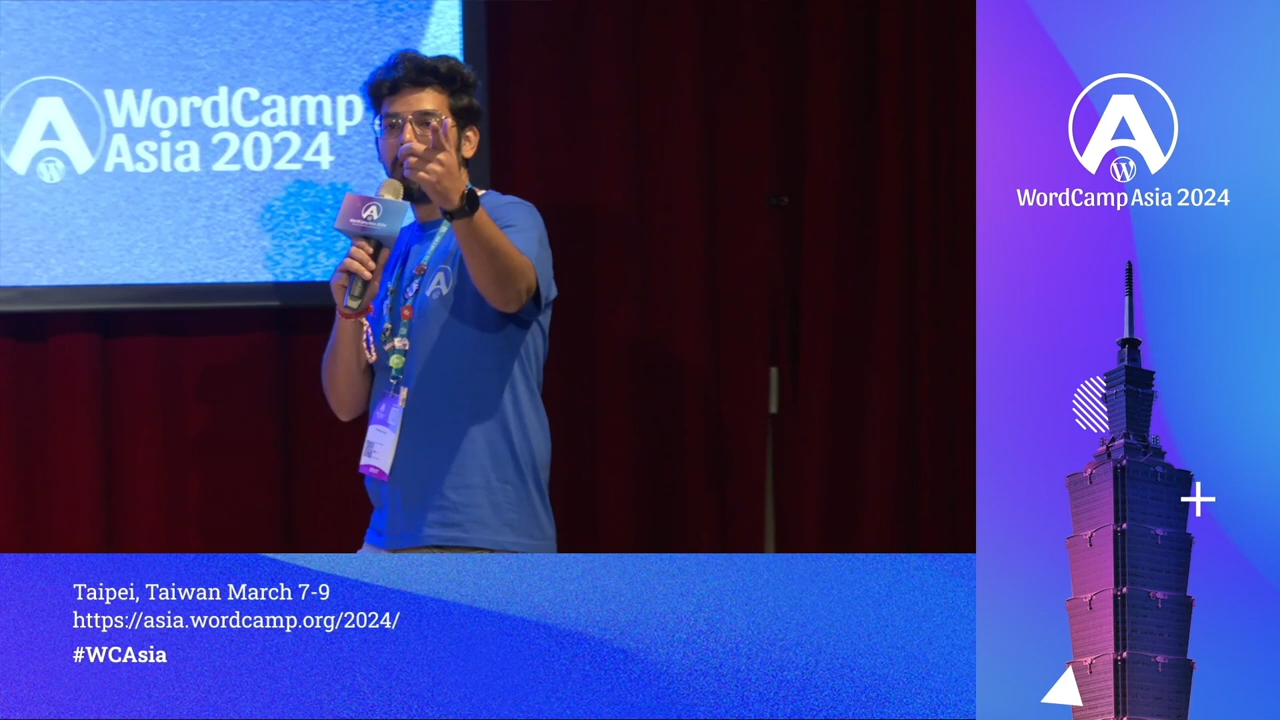 WordCamp
Asia 2024
WordCamp Asia 2024
Taipei, Taiwan March 7-9
https://asia.wordcamp.org/2024/
#WCAsia